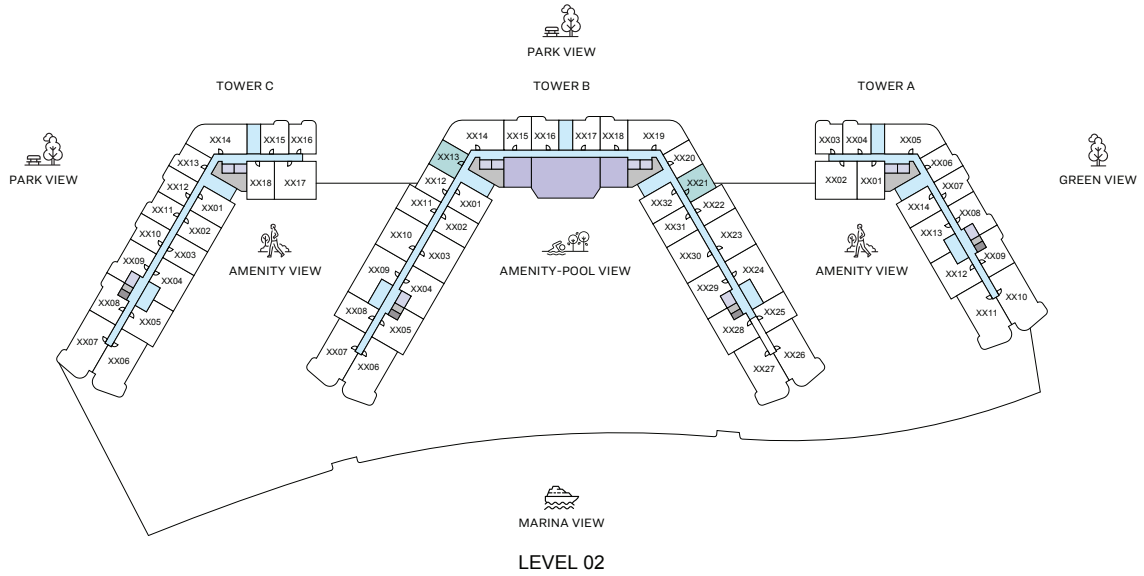 PARK VIEW
TOWER C
TOWER B
TOWER A
PARK VIEW
GREEN VIEW
XX14
XX15
XX16
XX13
XX18
XX17
XX12
XX01
XX11
XX02
XX10
XX03
XX09
XX04
XX08
XX05
XX07
XX06
XX14
XX15
XX16
XX17
XX18
XX19
XX13
XX20
XX12
XX01
XX21
XX11
XX02
XX32
XX22
XX31
XX23
XX10
XX03
XX30
XX24
XX09
XX04
XX29
XX25
XX08
XX05
XX28
XX26
XX07
XX06
XX27
XX03
XX04
XX05
XX02
XX01
XX06
XX07
XX14
XX08
XX13
XX09
XX12
XX10
XX11
AMENITY VIEW
AMENITY-POOL VIEW
AMENITY VIEW
MARINA VIEW
LEVEL 02